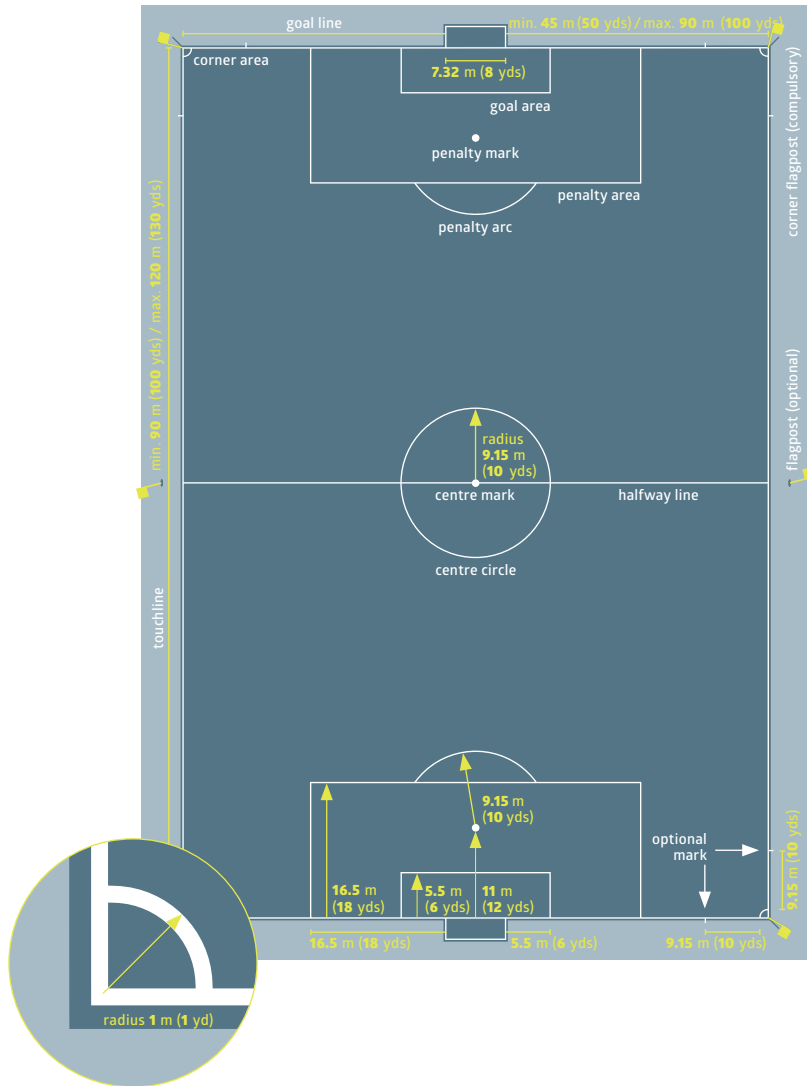 goal line
min. 45 m (50 yds) / max. 90 m (100 yds)
corner area
7.32 m (8 yds)
goal area
penalty mark
penalty area
penalty arc
corner flagpost (compulsory)
min. 90 m (100 yds) / max. 120 m (130 yds)
flagpost (optional)
radius
9.15 m
(10 yds)
centre mark
halfway line
centre circle
touchline
9.15 m
(10 yds)
optional
mark
9.15 m (10 yds)
16.5 m
(18 yds)
5.5 m
(6 yds)
11 m
(12 yds)
16.5 m (18 yds)
5.5 m (6 yds)
9.15 m (10 yds)
radius 1 m (1 yd)